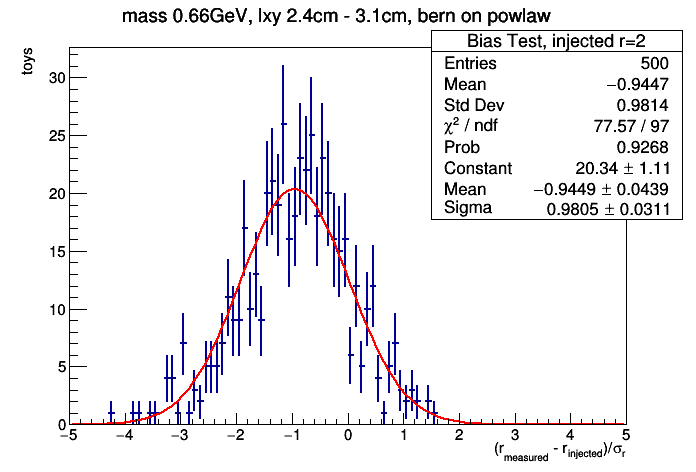 mass 0.66GeV, lxy 2.4cm - 3.1cm, bern on powlaw
Bias Test, injected r=2
Entries 500
Mean −0.9447
Std Dev 0.9814
χ² / ndf 77.57 / 97
Prob 0.9268
Constant 20.34 ± 1.11
Mean −0.9449 ± 0.0439
Sigma 0.9805 ± 0.0311
toys
30
25
20
15
10
5
0
−5 −4 −3 −2 −1 0 1 2 3 4 5
(r_measured - r_injected)/σ_r